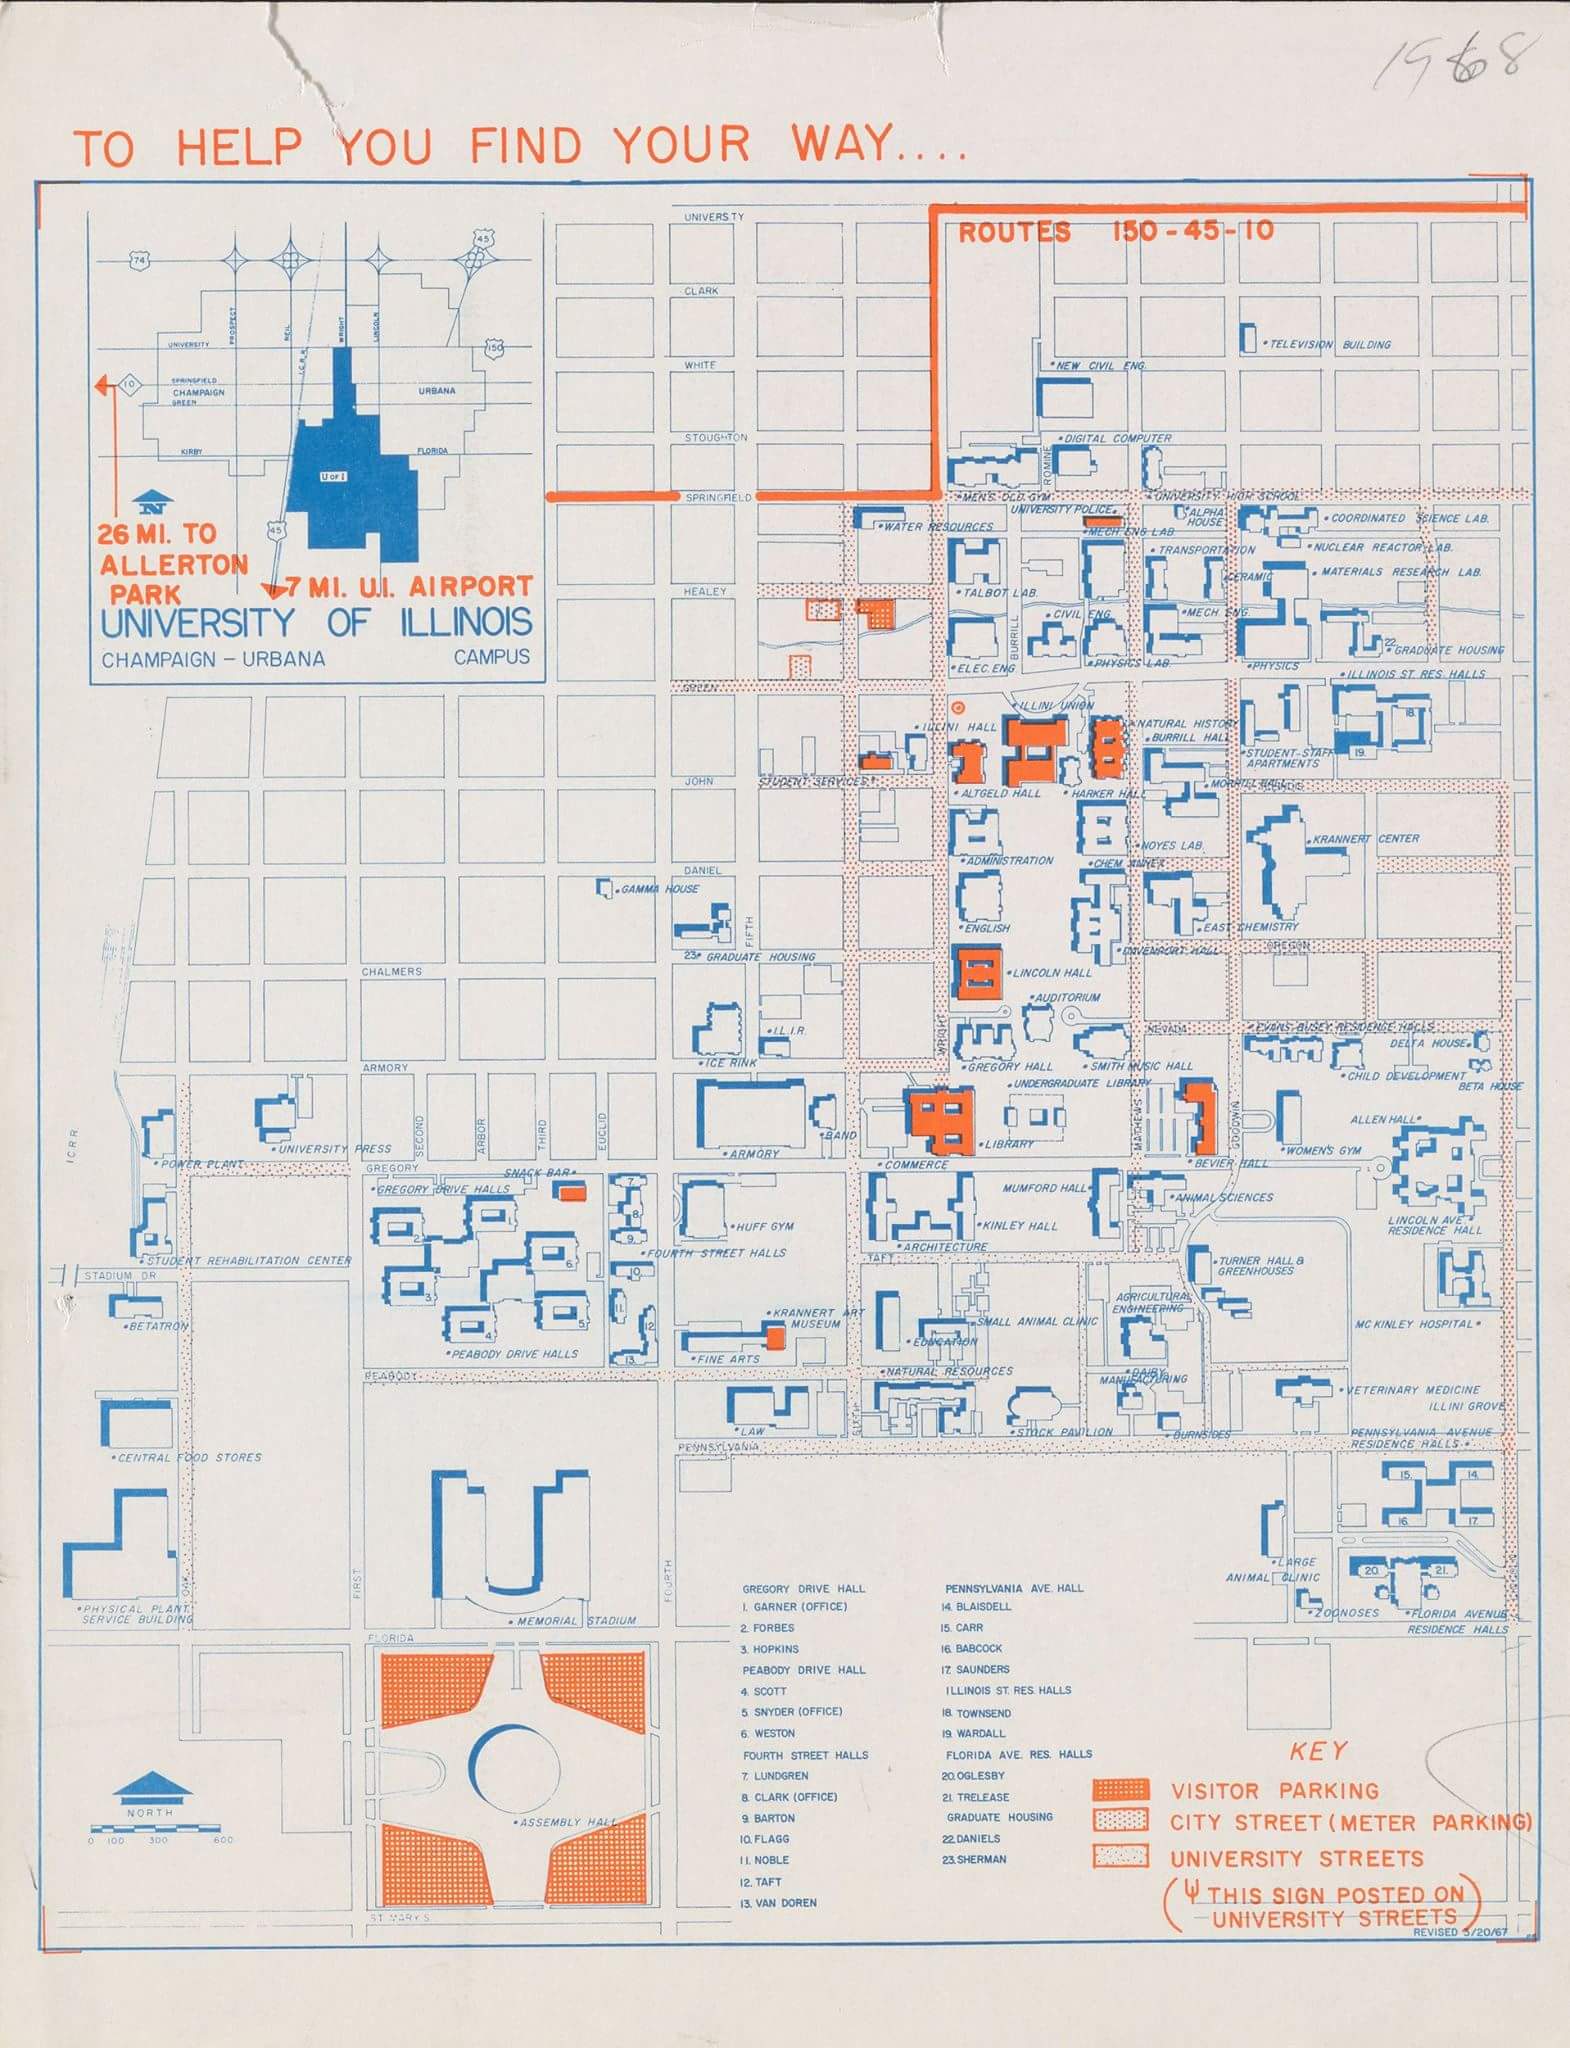 1968
TO HELP YOU FIND YOUR WAY....
UNIVERSITY
ROUTES 150-45-10
74
45
PROSPECT
NEIL
I.C.R.R.
WRIGHT
LINCOLN
UNIVERSITY
150
10
SPRINGFIELD
CHAMPAIGN
GREEN
URBANA
KIRBY
FLORIDA
U OF I
N
45
26 MI. TO
ALLERTON
PARK
7 MI. U.I. AIRPORT
UNIVERSITY OF ILLINOIS
CHAMPAIGN - URBANA CAMPUS
CLARK
TELEVISION BUILDING
WHITE
NEW CIVIL ENG.
STOUGHTON
DIGITAL COMPUTER
ROMINE
SPRINGFIELD
MEN'S OLD GYM
UNIVERSITY HIGH SCHOOL
UNIVERSITY POLICE
ALPHA
HOUSE
WATER RESOURCES
MECH. ENG. LAB
COORDINATED SCIENCE LAB.
TRANSPORTATION
NUCLEAR REACTOR LAB.
CERAMIC
MATERIALS RESEARCH LAB.
HEALEY
TALBOT LAB.
CIVIL ENG.
MECH. ENG.
BURRILL
22.
GRADUATE HOUSING
ELEC. ENG.
PHYSICS LAB
PHYSICS
ILLINOIS ST. RES. HALLS
GREEN
ILLINI UNION
18.
ILLINI HALL
NATURAL HISTORY
BURRILL HALL
STUDENT-STAFF
APARTMENTS
19.
JOHN
STUDENT SERVICES
MORRILL HALL
ALTGELD HALL
HARKER HALL
KRANNERT CENTER
NOYES LAB.
ADMINISTRATION
CHEM. ANNEX
DANIEL
GAMMA HOUSE
FIFTH
ENGLISH
EAST CHEMISTRY
OREGON
DAVENPORT HALL
23. GRADUATE HOUSING
CHALMERS
LINCOLN HALL
AUDITORIUM
NEVADA
EVANS-BUSEY RESIDENCE HALLS
I.L.I.R.
WRIGHT
DELTA HOUSE
ICE RINK
GREGORY HALL
SMITH MUSIC HALL
ARMORY
CHILD DEVELOPMENT
UNDERGRADUATE LIBRARY
BETA HOUSE
MATHEWS
GOODWIN
ALLEN HALL
SECOND
ARBOR
THIRD
EUCLID
I.C.R.R.
BAND
LIBRARY
UNIVERSITY PRESS
ARMORY
WOMEN'S GYM
POWER PLANT
GREGORY
SNACK BAR
COMMERCE
BEVIER HALL
GREGORY DRIVE HALLS
7.
MUMFORD HALL
ANIMAL SCIENCES
8.
HUFF GYM
KINLEY HALL
LINCOLN AVE.
RESIDENCE HALL
2.
9.
ARCHITECTURE
FOURTH STREET HALLS
TAFT
STUDENT REHABILITATION CENTER
6.
10.
TURNER HALL &
GREENHOUSES
STADIUM DR
3.
11.
AGRICULTURAL
ENGINEERING
BETATRON
KRANNERT ART
MUSEUM
SMALL ANIMAL CLINIC
MC KINLEY HOSPITAL
5.
4.
12.
EDUCATION
PEABODY DRIVE HALLS
13.
FINE ARTS
NATURAL RESOURCES
DAIRY
MANUFACTURING
PEABODY
VETERINARY MEDICINE
ILLINI GROVE
SIXTH
LAW
STOCK PAVILION
BURNSIDES
PENNSYLVANIA AVENUE
RESIDENCE HALLS
PENNSYLVANIA
CENTRAL FOOD STORES
15.
14.
16.
17.
LARGE
ANIMAL CLINIC
20.
21.
OAK
FIRST
FOURTH
PHYSICAL PLANT
SERVICE BUILDING
MEMORIAL STADIUM
ZOONOSES
FLORIDA AVENUE
RESIDENCE HALLS
FLORIDA
GREGORY DRIVE HALL
1. GARNER (OFFICE)
2. FORBES
3. HOPKINS
PEABODY DRIVE HALL
4. SCOTT
5. SNYDER (OFFICE)
6. WESTON
FOURTH STREET HALLS
7. LUNDGREN
8. CLARK (OFFICE)
9. BARTON
10. FLAGG
11. NOBLE
12. TAFT
13. VAN DOREN
PENNSYLVANIA AVE. HALL
14. BLAISDELL
15. CARR
16. BABCOCK
17. SAUNDERS
ILLINOIS ST. RES. HALLS
18. TOWNSEND
19. WARDALL
FLORIDA AVE. RES. HALLS
20. OGLESBY
21. TRELEASE
GRADUATE HOUSING
22. DANIELS
23. SHERMAN
ASSEMBLY HALL
ST. MARY'S
NORTH
0 100 300 600
KEY
VISITOR PARKING
CITY STREET (METER PARKING)
UNIVERSITY STREETS
(Ψ THIS SIGN POSTED ON
UNIVERSITY STREETS)
REVISED 5/20/67